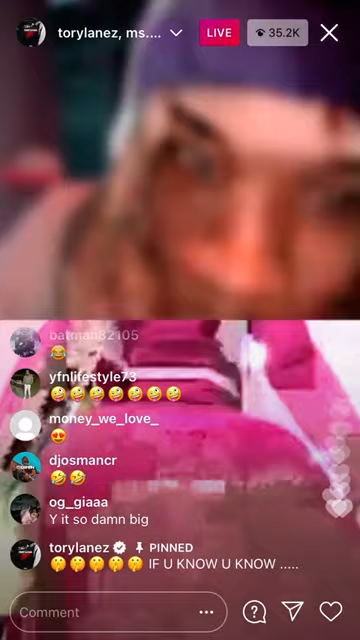 torylanez, ms....
LIVE
35.2K
batman82105
😂
yfnlifestyle73
🤪🤪🤪🤪🤪🤪🤪
money_we_love_
😍
djosmancr
🤣🤣
og_giaaa
Y it so damn big
torylanez PINNED
🤫🤫🤫🤫🤫 IF U KNOW U KNOW .....
Comment